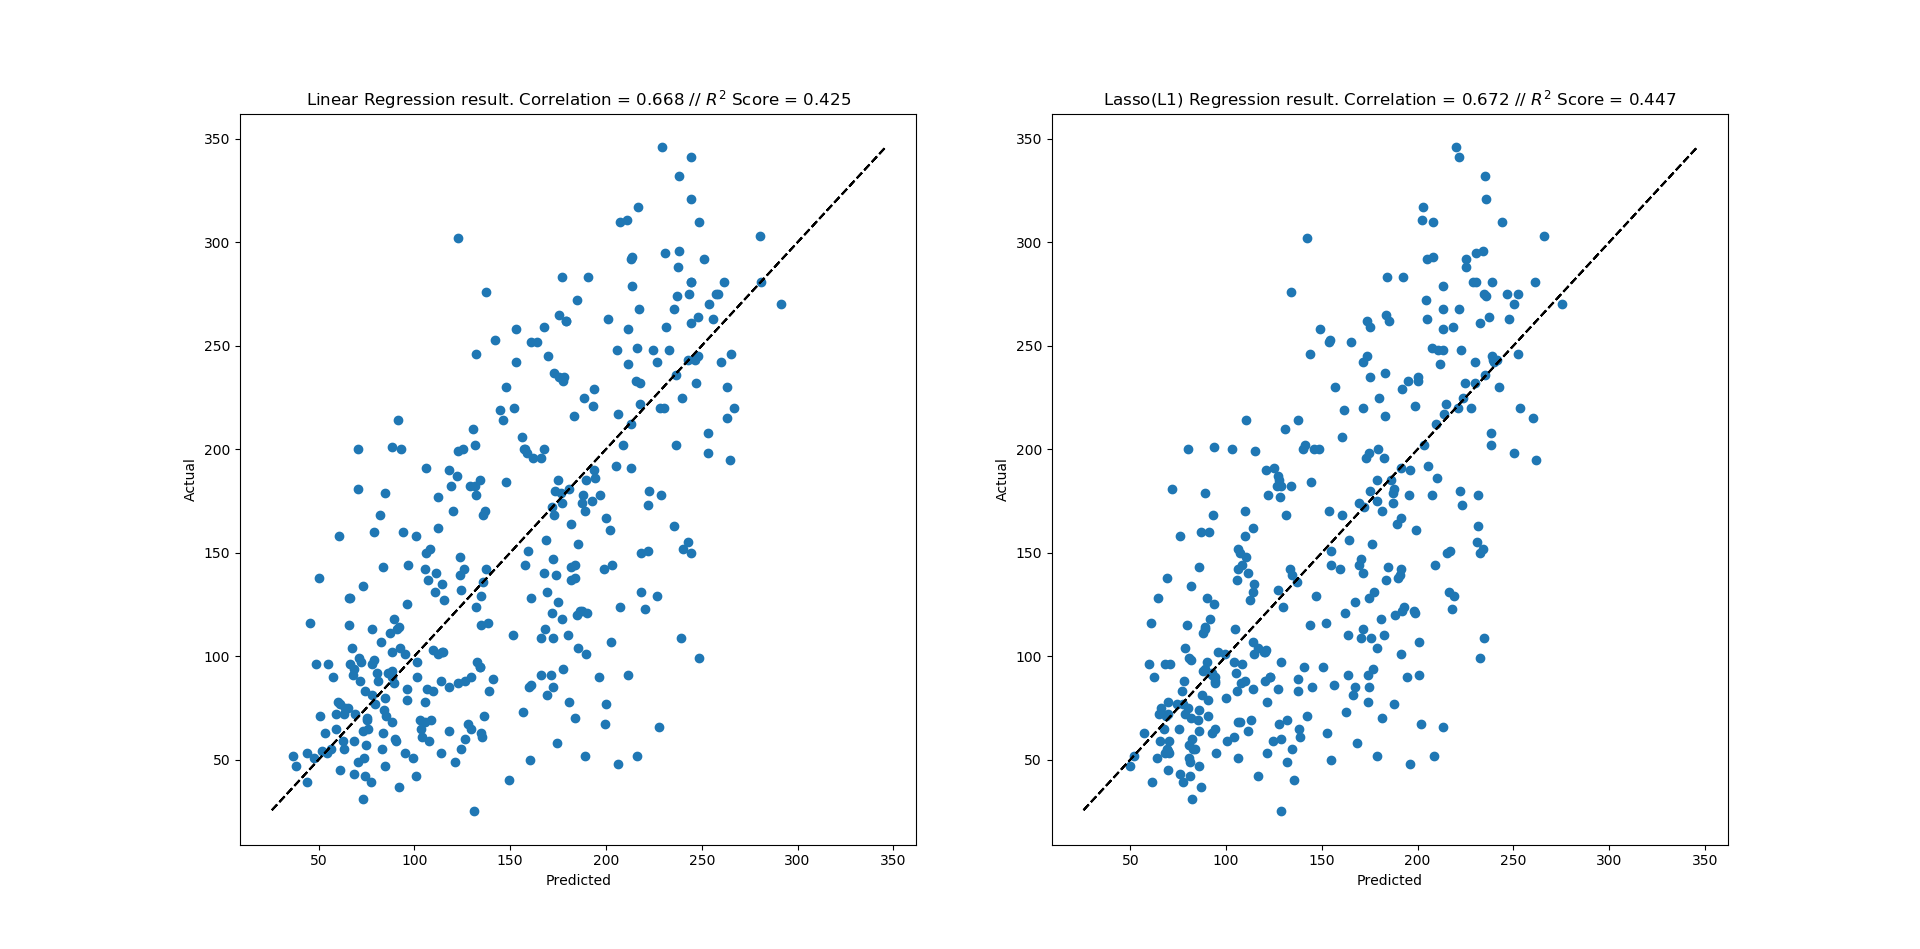 Linear Regression result. Correlation = 0.668 // R² Score = 0.425
350
300
250
200
150
100
50
Actual
50 100 150 200 250 300 350
Predicted
Lasso(L1) Regression result. Correlation = 0.672 // R² Score = 0.447
350
300
250
200
150
100
50
Actual
50 100 150 200 250 300 350
Predicted